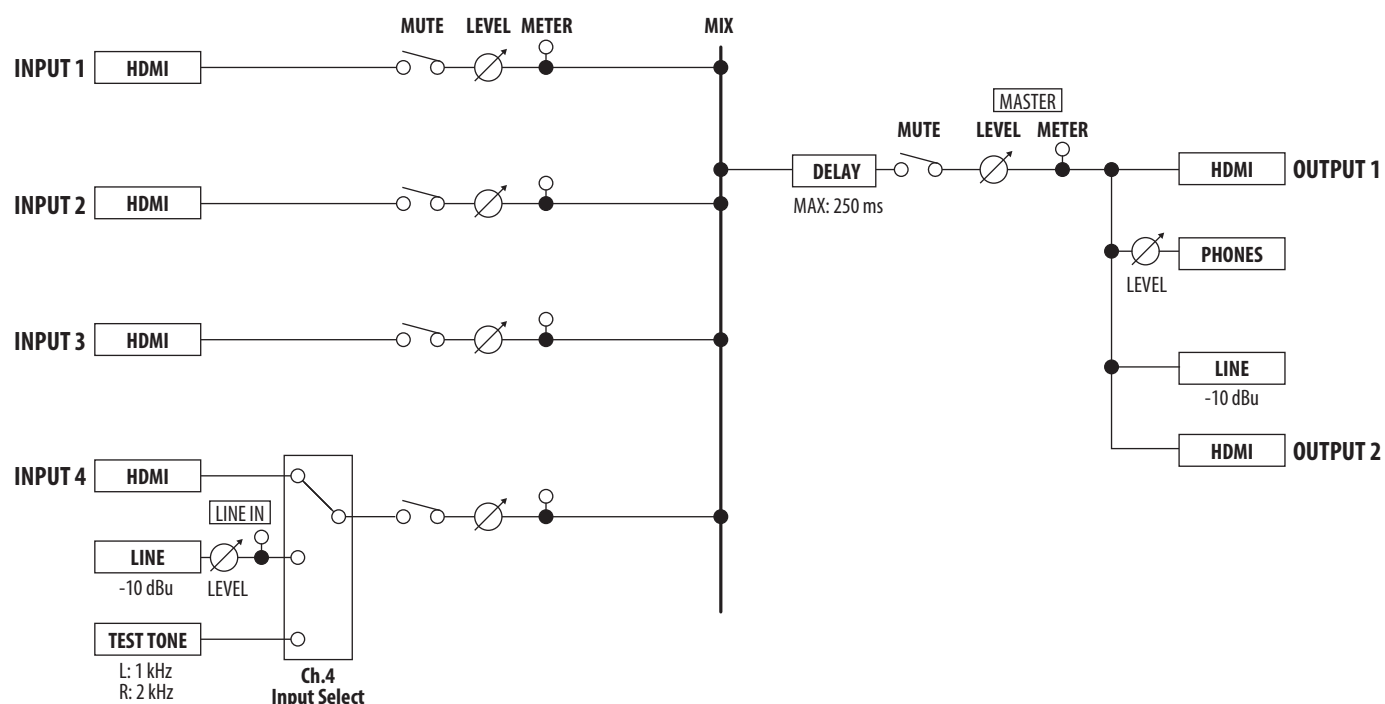 MUTE LEVEL METER MIX
INPUT 1 HDMI
MASTER
MUTE LEVEL METER
DELAY
MAX: 250 ms
HDMI OUTPUT 1
INPUT 2 HDMI
PHONES
LEVEL
INPUT 3 HDMI
LINE
-10 dBu
HDMI OUTPUT 2
INPUT 4 HDMI
LINE IN
LINE
-10 dBu
LEVEL
TEST TONE
L: 1 kHz
R: 2 kHz
Ch.4
Input Select